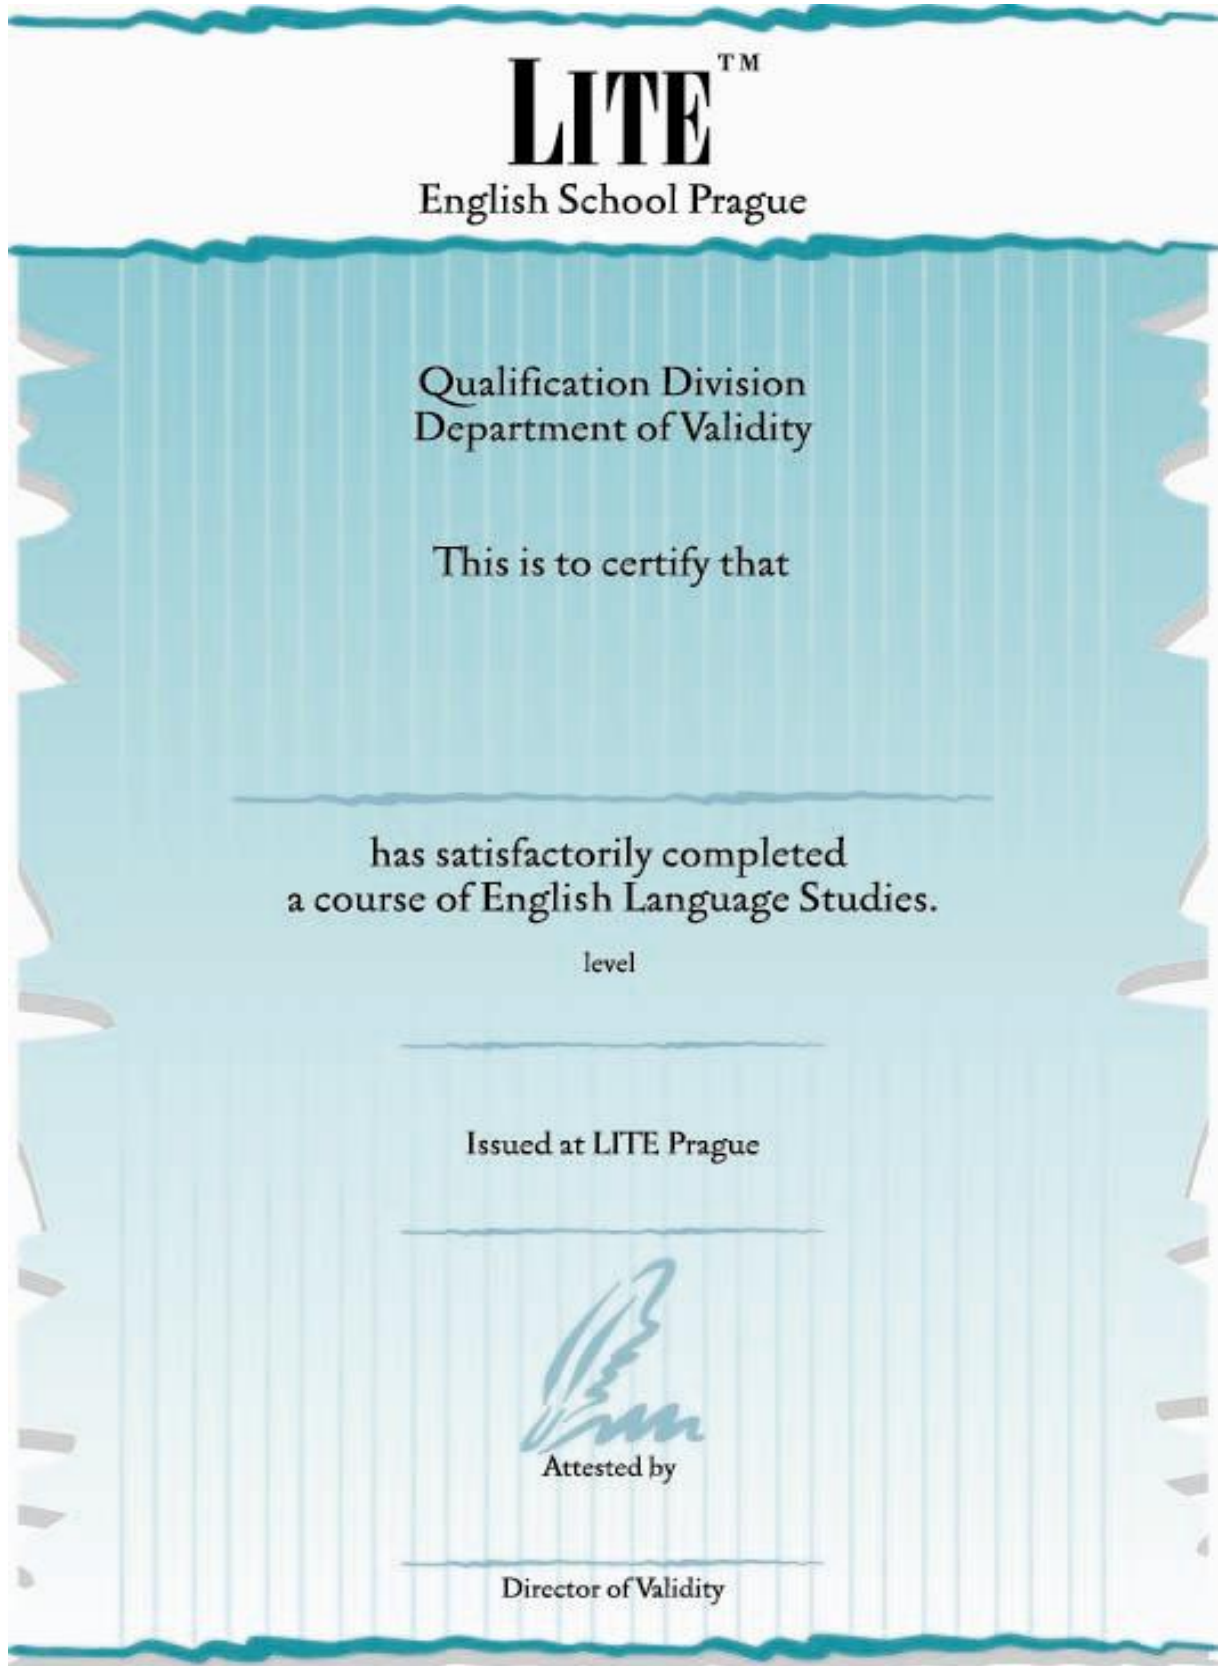 LITE™
English School Prague
Qualification Division
Department of Validity
This is to certify that
has satisfactorily completed
a course of English Language Studies.
level
Issued at LITE Prague
Attested by
Director of Validity